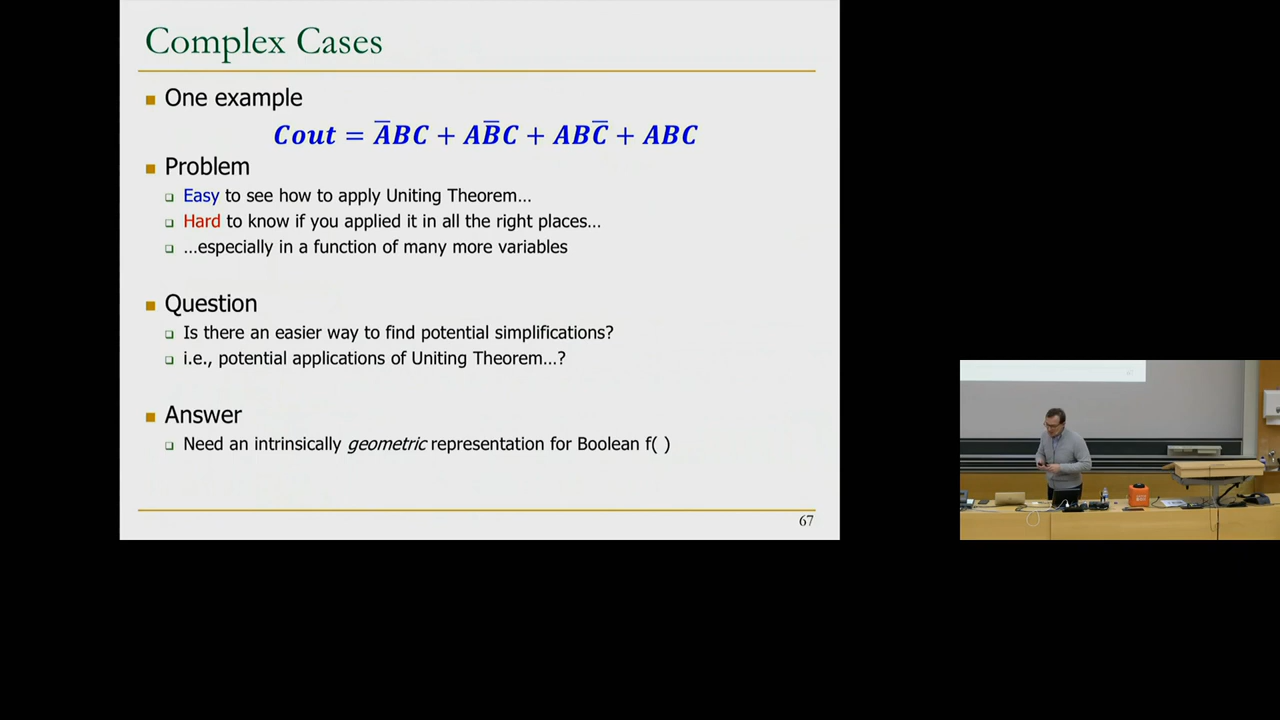 Complex Cases
One example
Cout = A̅BC + AB̅C + ABC̅ + ABC
Problem
Easy to see how to apply Uniting Theorem…
Hard to know if you applied it in all the right places…
…especially in a function of many more variables
Question
Is there an easier way to find potential simplifications?
i.e., potential applications of Uniting Theorem…?
Answer
Need an intrinsically geometric representation for Boolean f( )
67